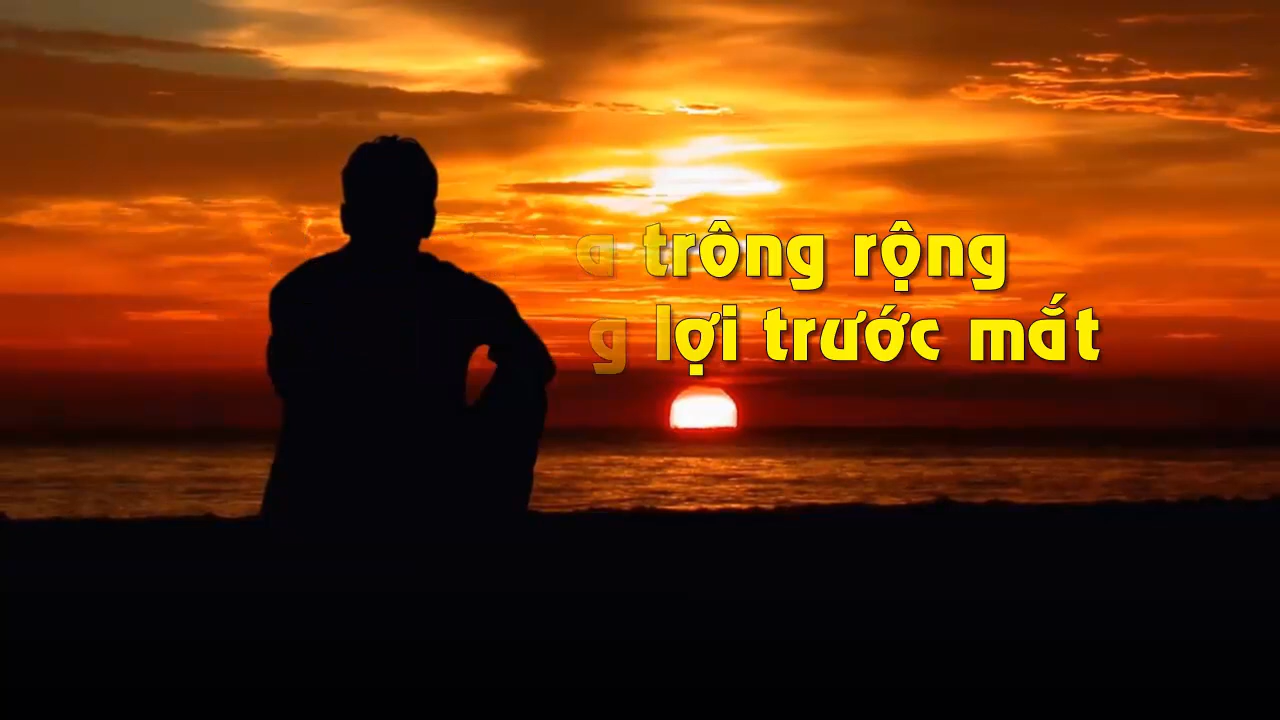 a trông rộng
g lợi trước mắt